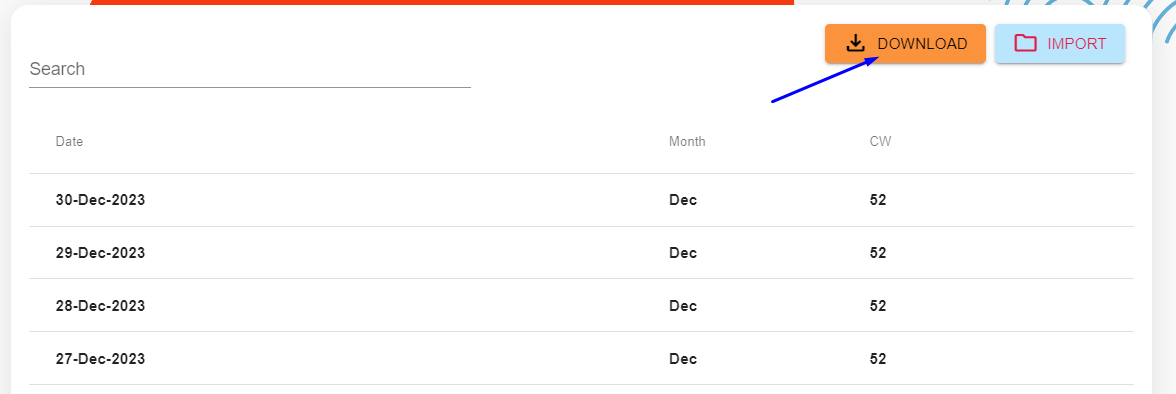 DOWNLOAD IMPORT
Search
Date Month CW
30-Dec-2023 Dec 52
29-Dec-2023 Dec 52
28-Dec-2023 Dec 52
27-Dec-2023 Dec 52